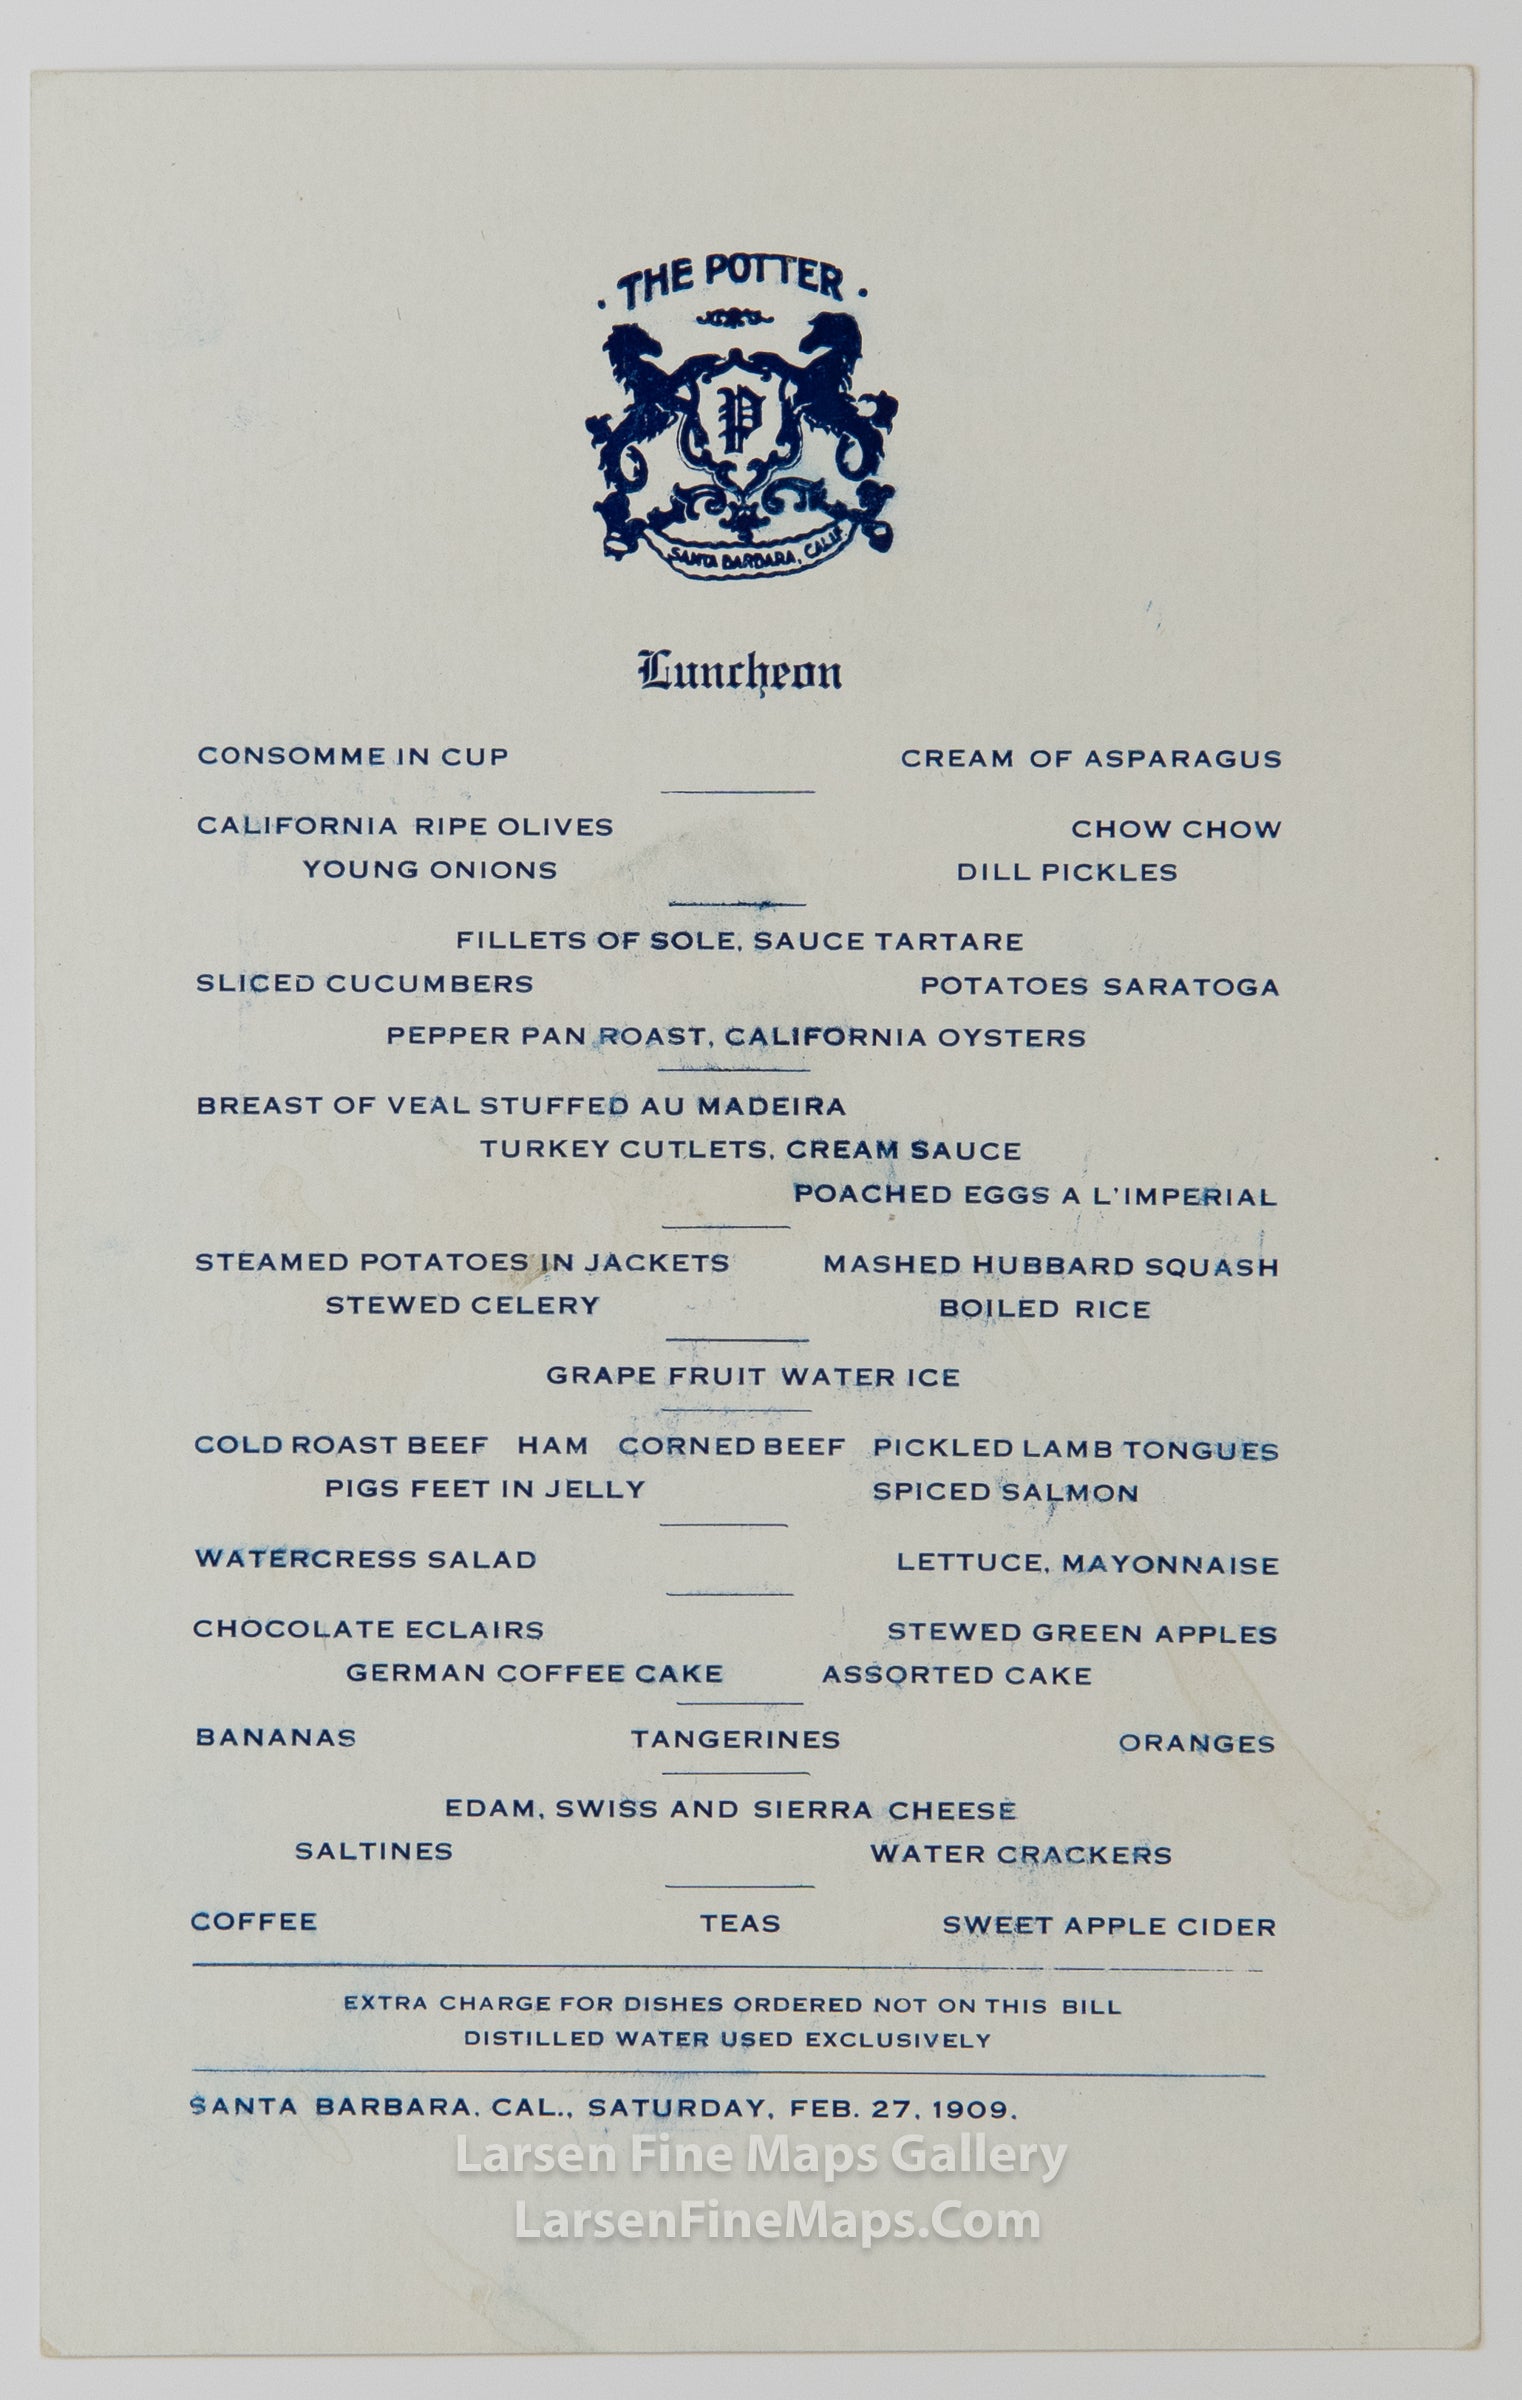 · THE POTTER ·
P
SANTA BARBARA, CALIF.
Luncheon
CONSOMME IN CUP CREAM OF ASPARAGUS
CALIFORNIA RIPE OLIVES CHOW CHOW
YOUNG ONIONS DILL PICKLES
FILLETS OF SOLE, SAUCE TARTARE
SLICED CUCUMBERS POTATOES SARATOGA
PEPPER PAN ROAST, CALIFORNIA OYSTERS
BREAST OF VEAL STUFFED AU MADEIRA
TURKEY CUTLETS, CREAM SAUCE
POACHED EGGS A L'IMPERIAL
STEAMED POTATOES IN JACKETS MASHED HUBBARD SQUASH
STEWED CELERY BOILED RICE
GRAPE FRUIT WATER ICE
COLD ROAST BEEF HAM CORNED BEEF PICKLED LAMB TONGUES
PIGS FEET IN JELLY SPICED SALMON
WATERCRESS SALAD LETTUCE, MAYONNAISE
CHOCOLATE ECLAIRS STEWED GREEN APPLES
GERMAN COFFEE CAKE ASSORTED CAKE
BANANAS TANGERINES ORANGES
EDAM, SWISS AND SIERRA CHEESE
SALTINES WATER CRACKERS
COFFEE TEAS SWEET APPLE CIDER
EXTRA CHARGE FOR DISHES ORDERED NOT ON THIS BILL
DISTILLED WATER USED EXCLUSIVELY
SANTA BARBARA, CAL., SATURDAY, FEB. 27, 1909.
Larsen Fine Maps Gallery
LarsenFineMaps.Com